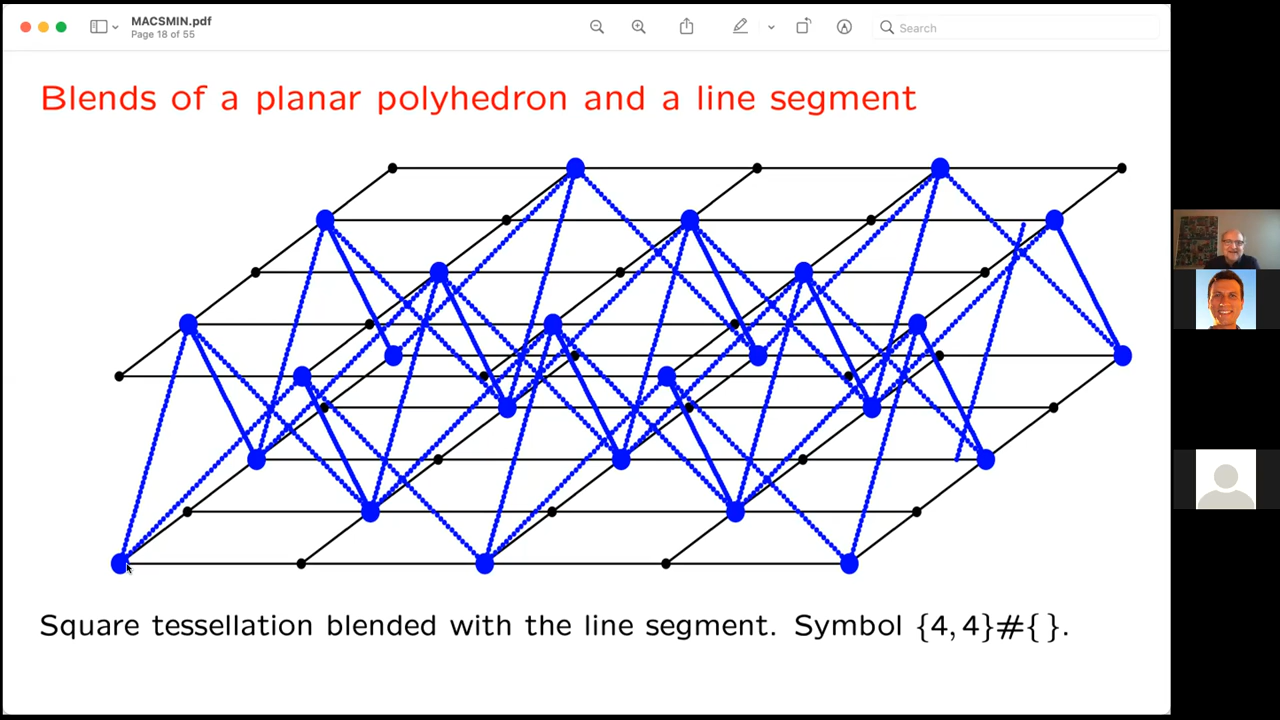 MACSMIN.pdf
Page 18 of 55
Search
Blends of a planar polyhedron and a line segment
Square tessellation blended with the line segment. Symbol {4,4}#{ }.